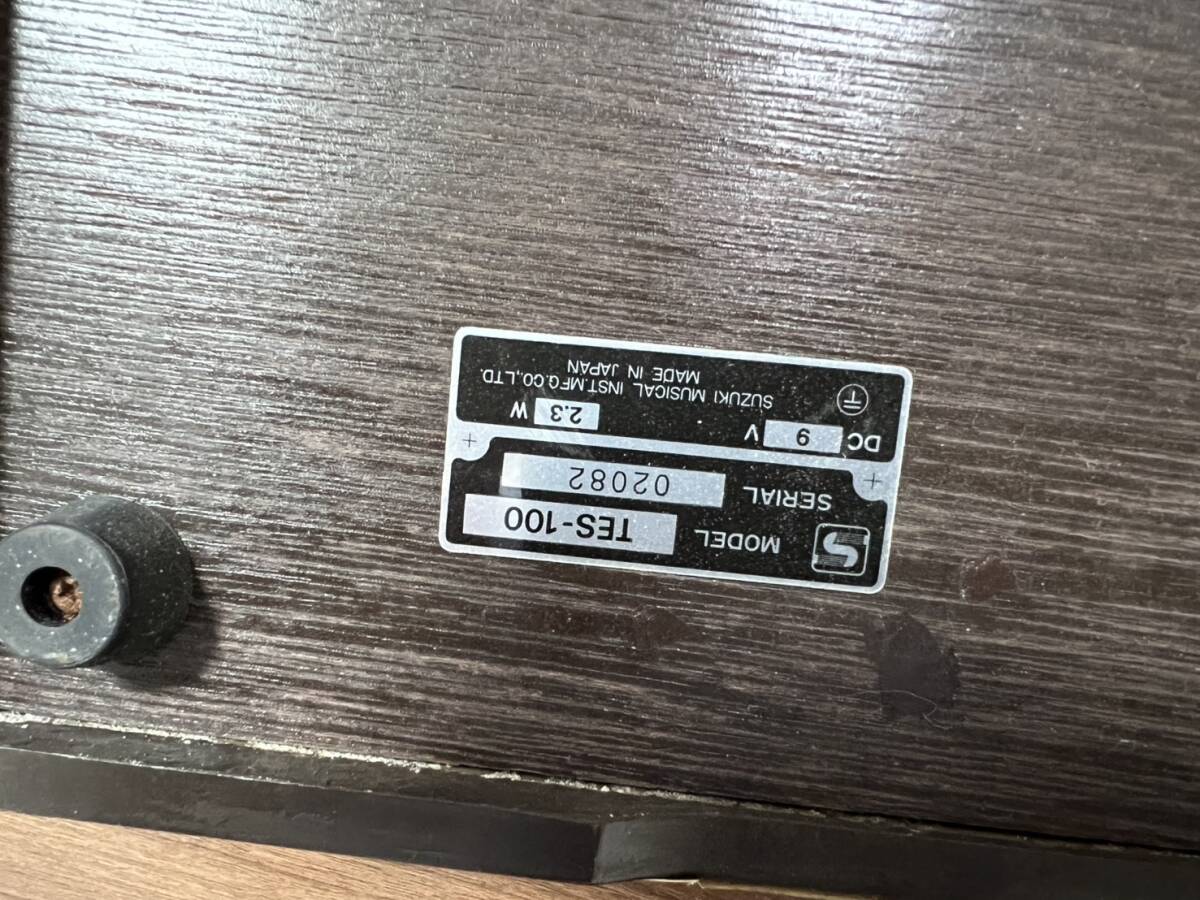 MODEL TES-100
SERIAL 02082
DC 9 V 2.3 W
SUZUKI MUSICAL INST.MFG.CO.,LTD.
MADE IN JAPAN